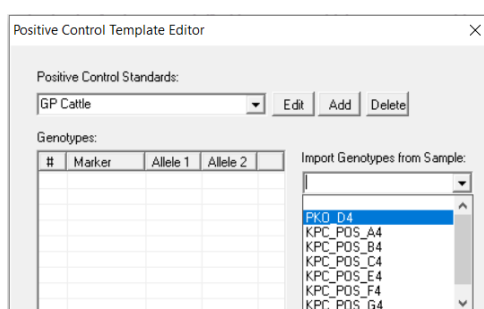 Positive Control Template Editor
Positive Control Standards:
GP Cattle
Edit
Add
Delete
Genotypes:
# Marker Allele 1 Allele 2
Import Genotypes from Sample:
PKO_D4
KPC_POS_A4
KPC_POS_B4
KPC_POS_C4
KPC_POS_E4
KPC_POS_F4
KPC_POS_G4